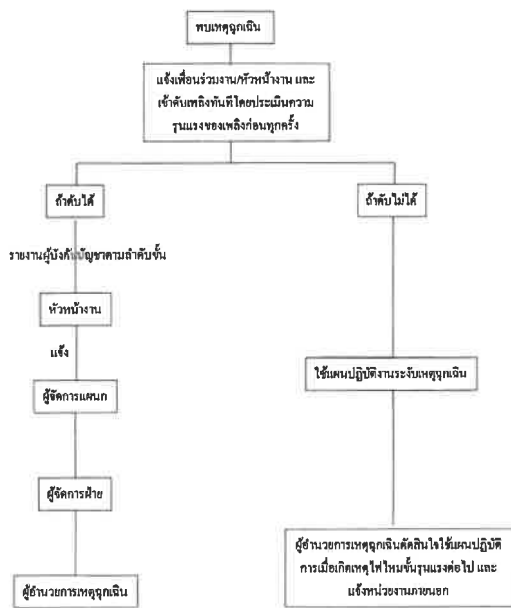 พบเหตุฉุกเฉิน
แจ้งเพื่อนร่วมงาน/หัวหน้างาน และ
เข้าดับเพลิงทันทีโดยประเมินความ
รุนแรงของเพลิงก่อนทุกครั้ง
ถ้าดับได้
ถ้าดับไม่ได้
รายงานผู้บังคับบัญชาตามลำดับชั้น
หัวหน้างาน
แจ้ง
ผู้จัดการแผนก
ใช้แผนปฏิบัติงานระงับเหตุฉุกเฉิน
ผู้จัดการฝ่าย
ผู้อำนวยการเหตุฉุกเฉินตัดสินใจใช้แผนปฏิบัติ
การเมื่อเกิดเหตุไฟไหม้ขั้นรุนแรงต่อไป และ
แจ้งหน่วยงานภายนอก
ผู้อำนวยการเหตุฉุกเฉิน